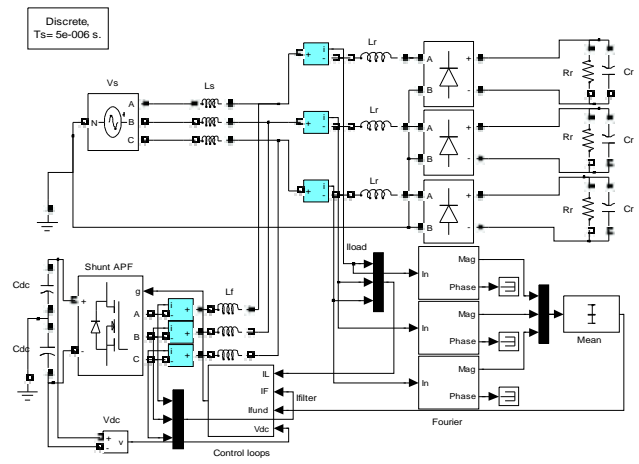 Discrete,
Ts= 5e-006 s.
Vs
N
A
B
C
Ls
i
+
-
Lr
A
B
+
-
Rr
Cr
i
+
-
Lr
A
B
+
-
Rr
Cr
i
+
-
Lr
A
B
+
-
Rr
Cr
Iload
In
Mag
Phase
In
Mag
Phase
In
Mag
Phase
Fourier
Mean
Shunt APF
Cdc
Cdc
+
-
g
A
B
C
i
+
-
i
+
-
i
+
-
Lf
IL
IF
Ifund
Vdc
Ifilter
Control loops
Vdc
+
-
v